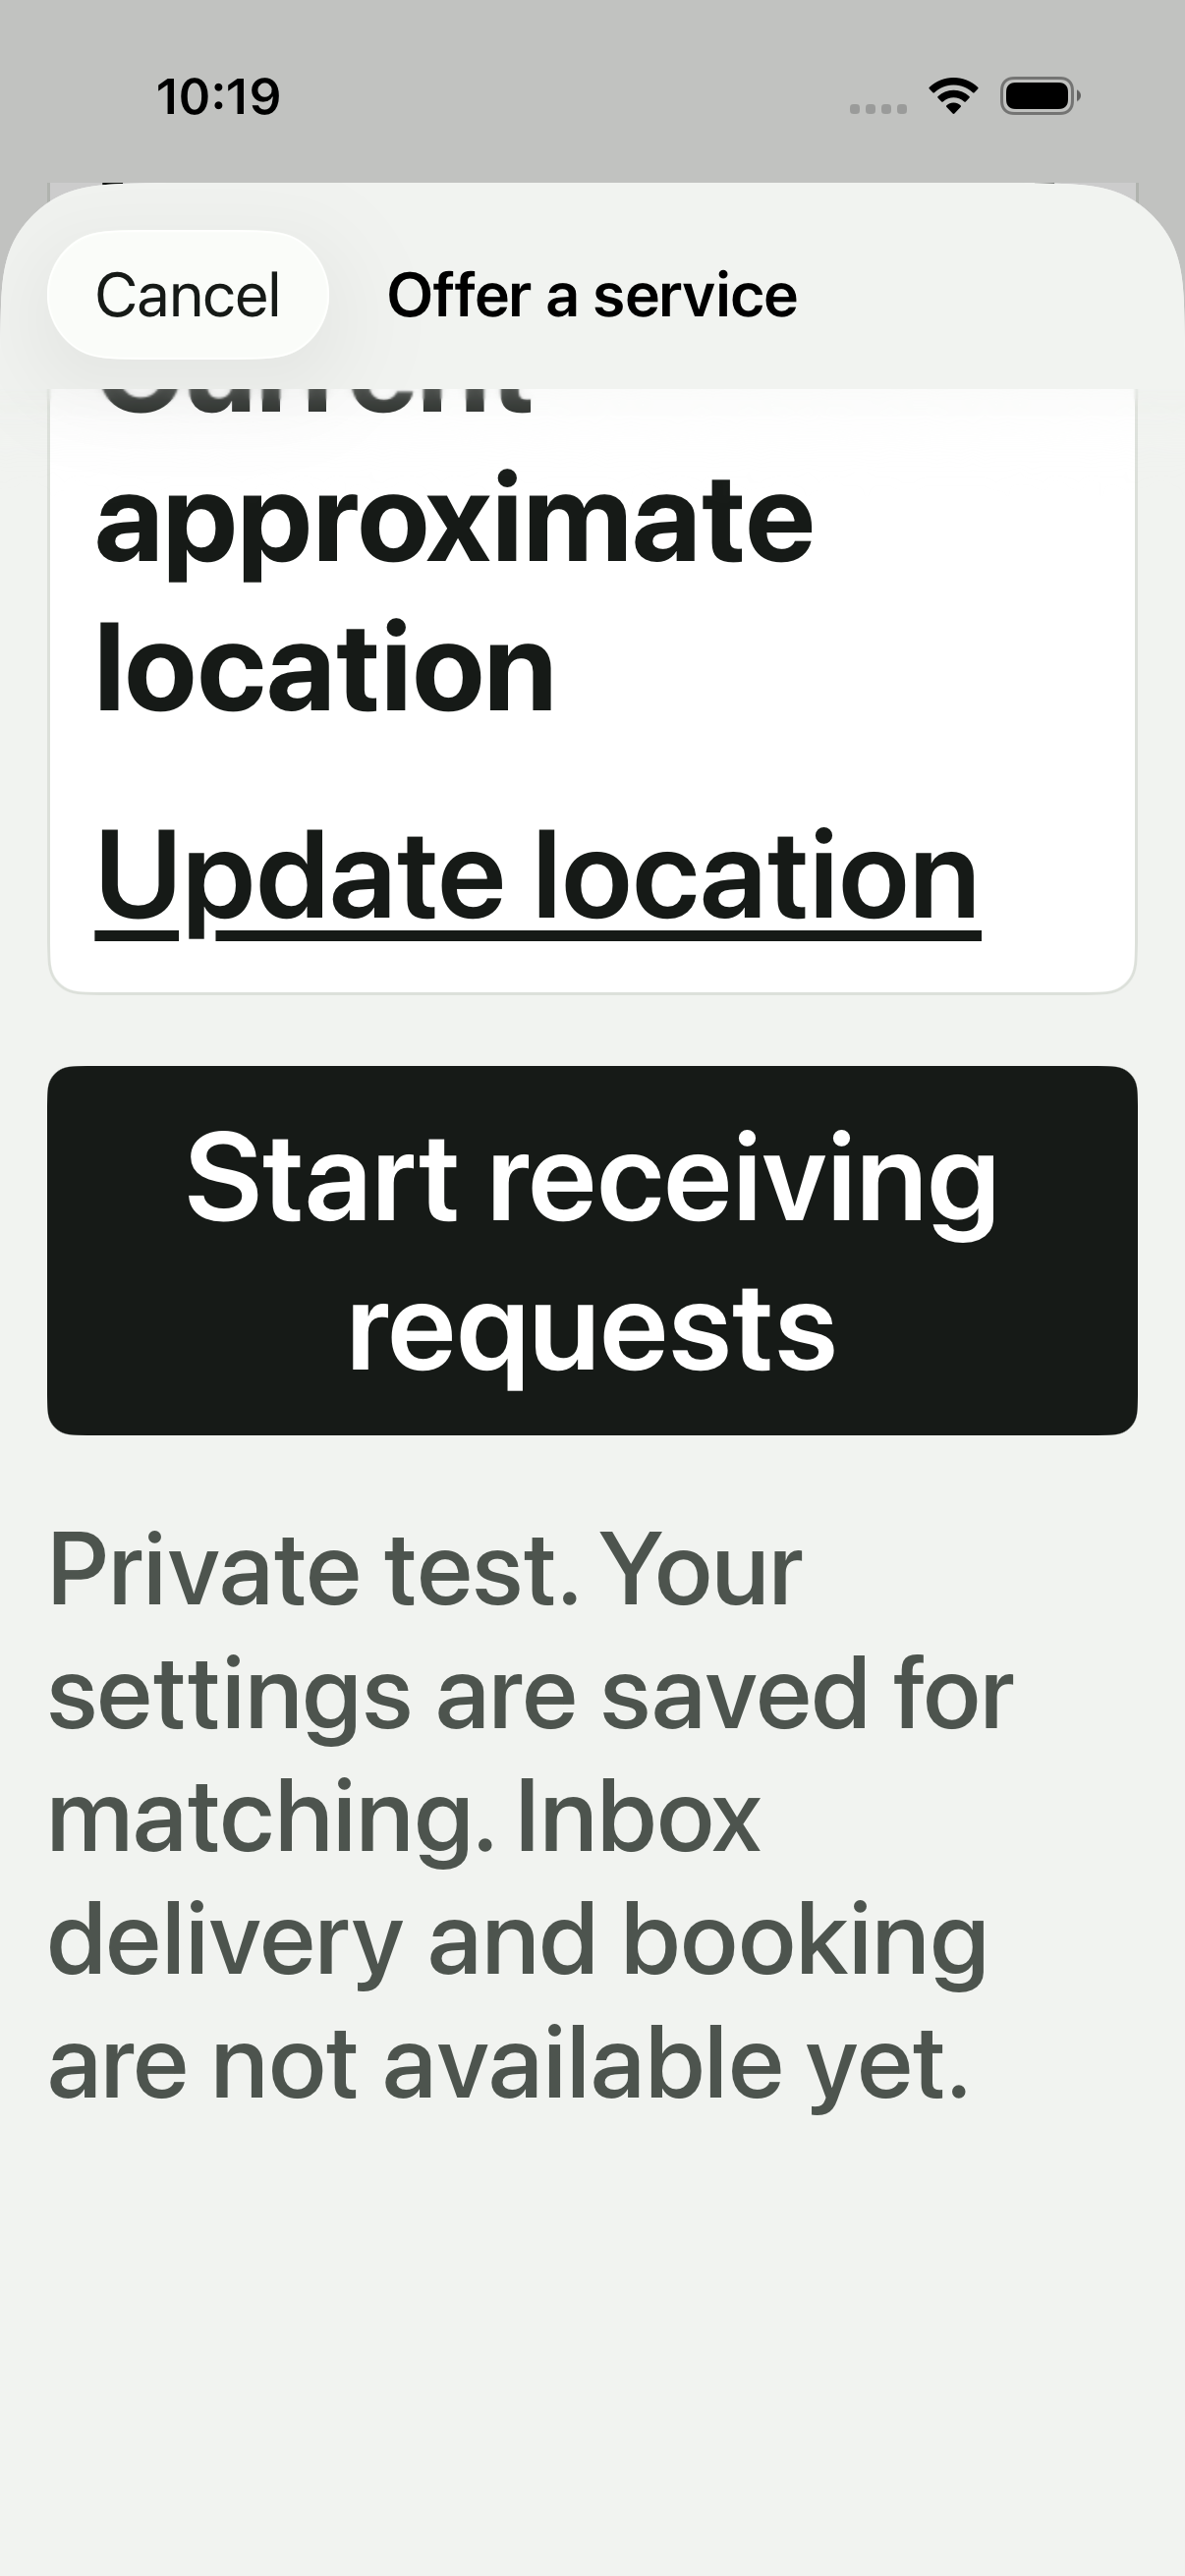 10:19
Cancel
Offer a service
Current
approximate
location
Update location
Start receiving
requests
Private test. Your
settings are saved for
matching. Inbox
delivery and booking
are not available yet.